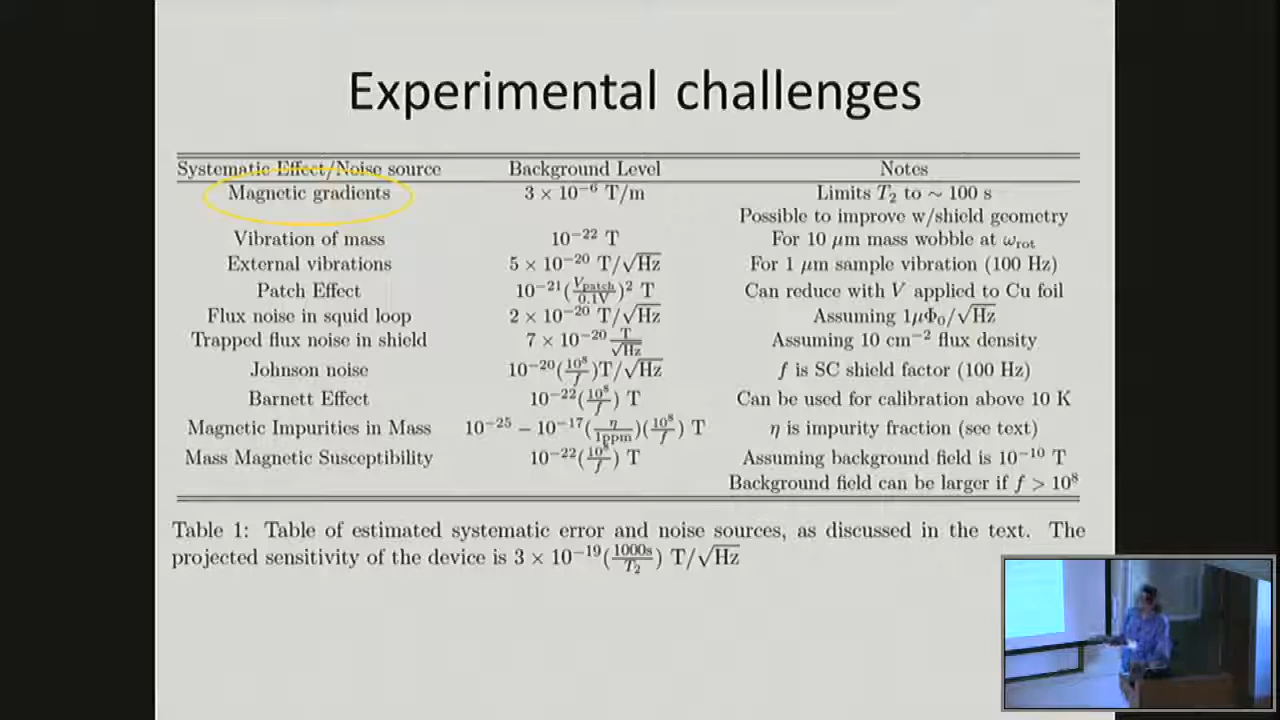 Experimental challenges
Systematic Effect/Noise source Background Level Notes
Magnetic gradients 3 × 10⁻⁶ T/m Limits T₂ to ∼ 100 s
Possible to improve w/shield geometry
Vibration of mass 10⁻²² T For 10 μm mass wobble at ω_rot
External vibrations 5 × 10⁻²⁰ T/√Hz For 1 μm sample vibration (100 Hz)
Patch Effect 10⁻²¹(V_patch/0.1V)² T Can reduce with V applied to Cu foil
Flux noise in squid loop 2 × 10⁻²⁰ T/√Hz Assuming 1μΦ₀/√Hz
Trapped flux noise in shield 7 × 10⁻²⁰ T/√Hz Assuming 10 cm⁻² flux density
Johnson noise 10⁻²⁰(10⁸/f)T/√Hz f is SC shield factor (100 Hz)
Barnett Effect 10⁻²²(10⁸/f) T Can be used for calibration above 10 K
Magnetic Impurities in Mass 10⁻²⁵ − 10⁻¹⁷(η/1ppm)(10⁸/f) T η is impurity fraction (see text)
Mass Magnetic Susceptibility 10⁻²²(10⁸/f) T Assuming background field is 10⁻¹⁰ T
Background field can be larger if f > 10⁸
Table 1: Table of estimated systematic error and noise sources, as discussed in the text. The
projected sensitivity of the device is 3 × 10⁻¹⁹(1000s/T₂) T/√Hz